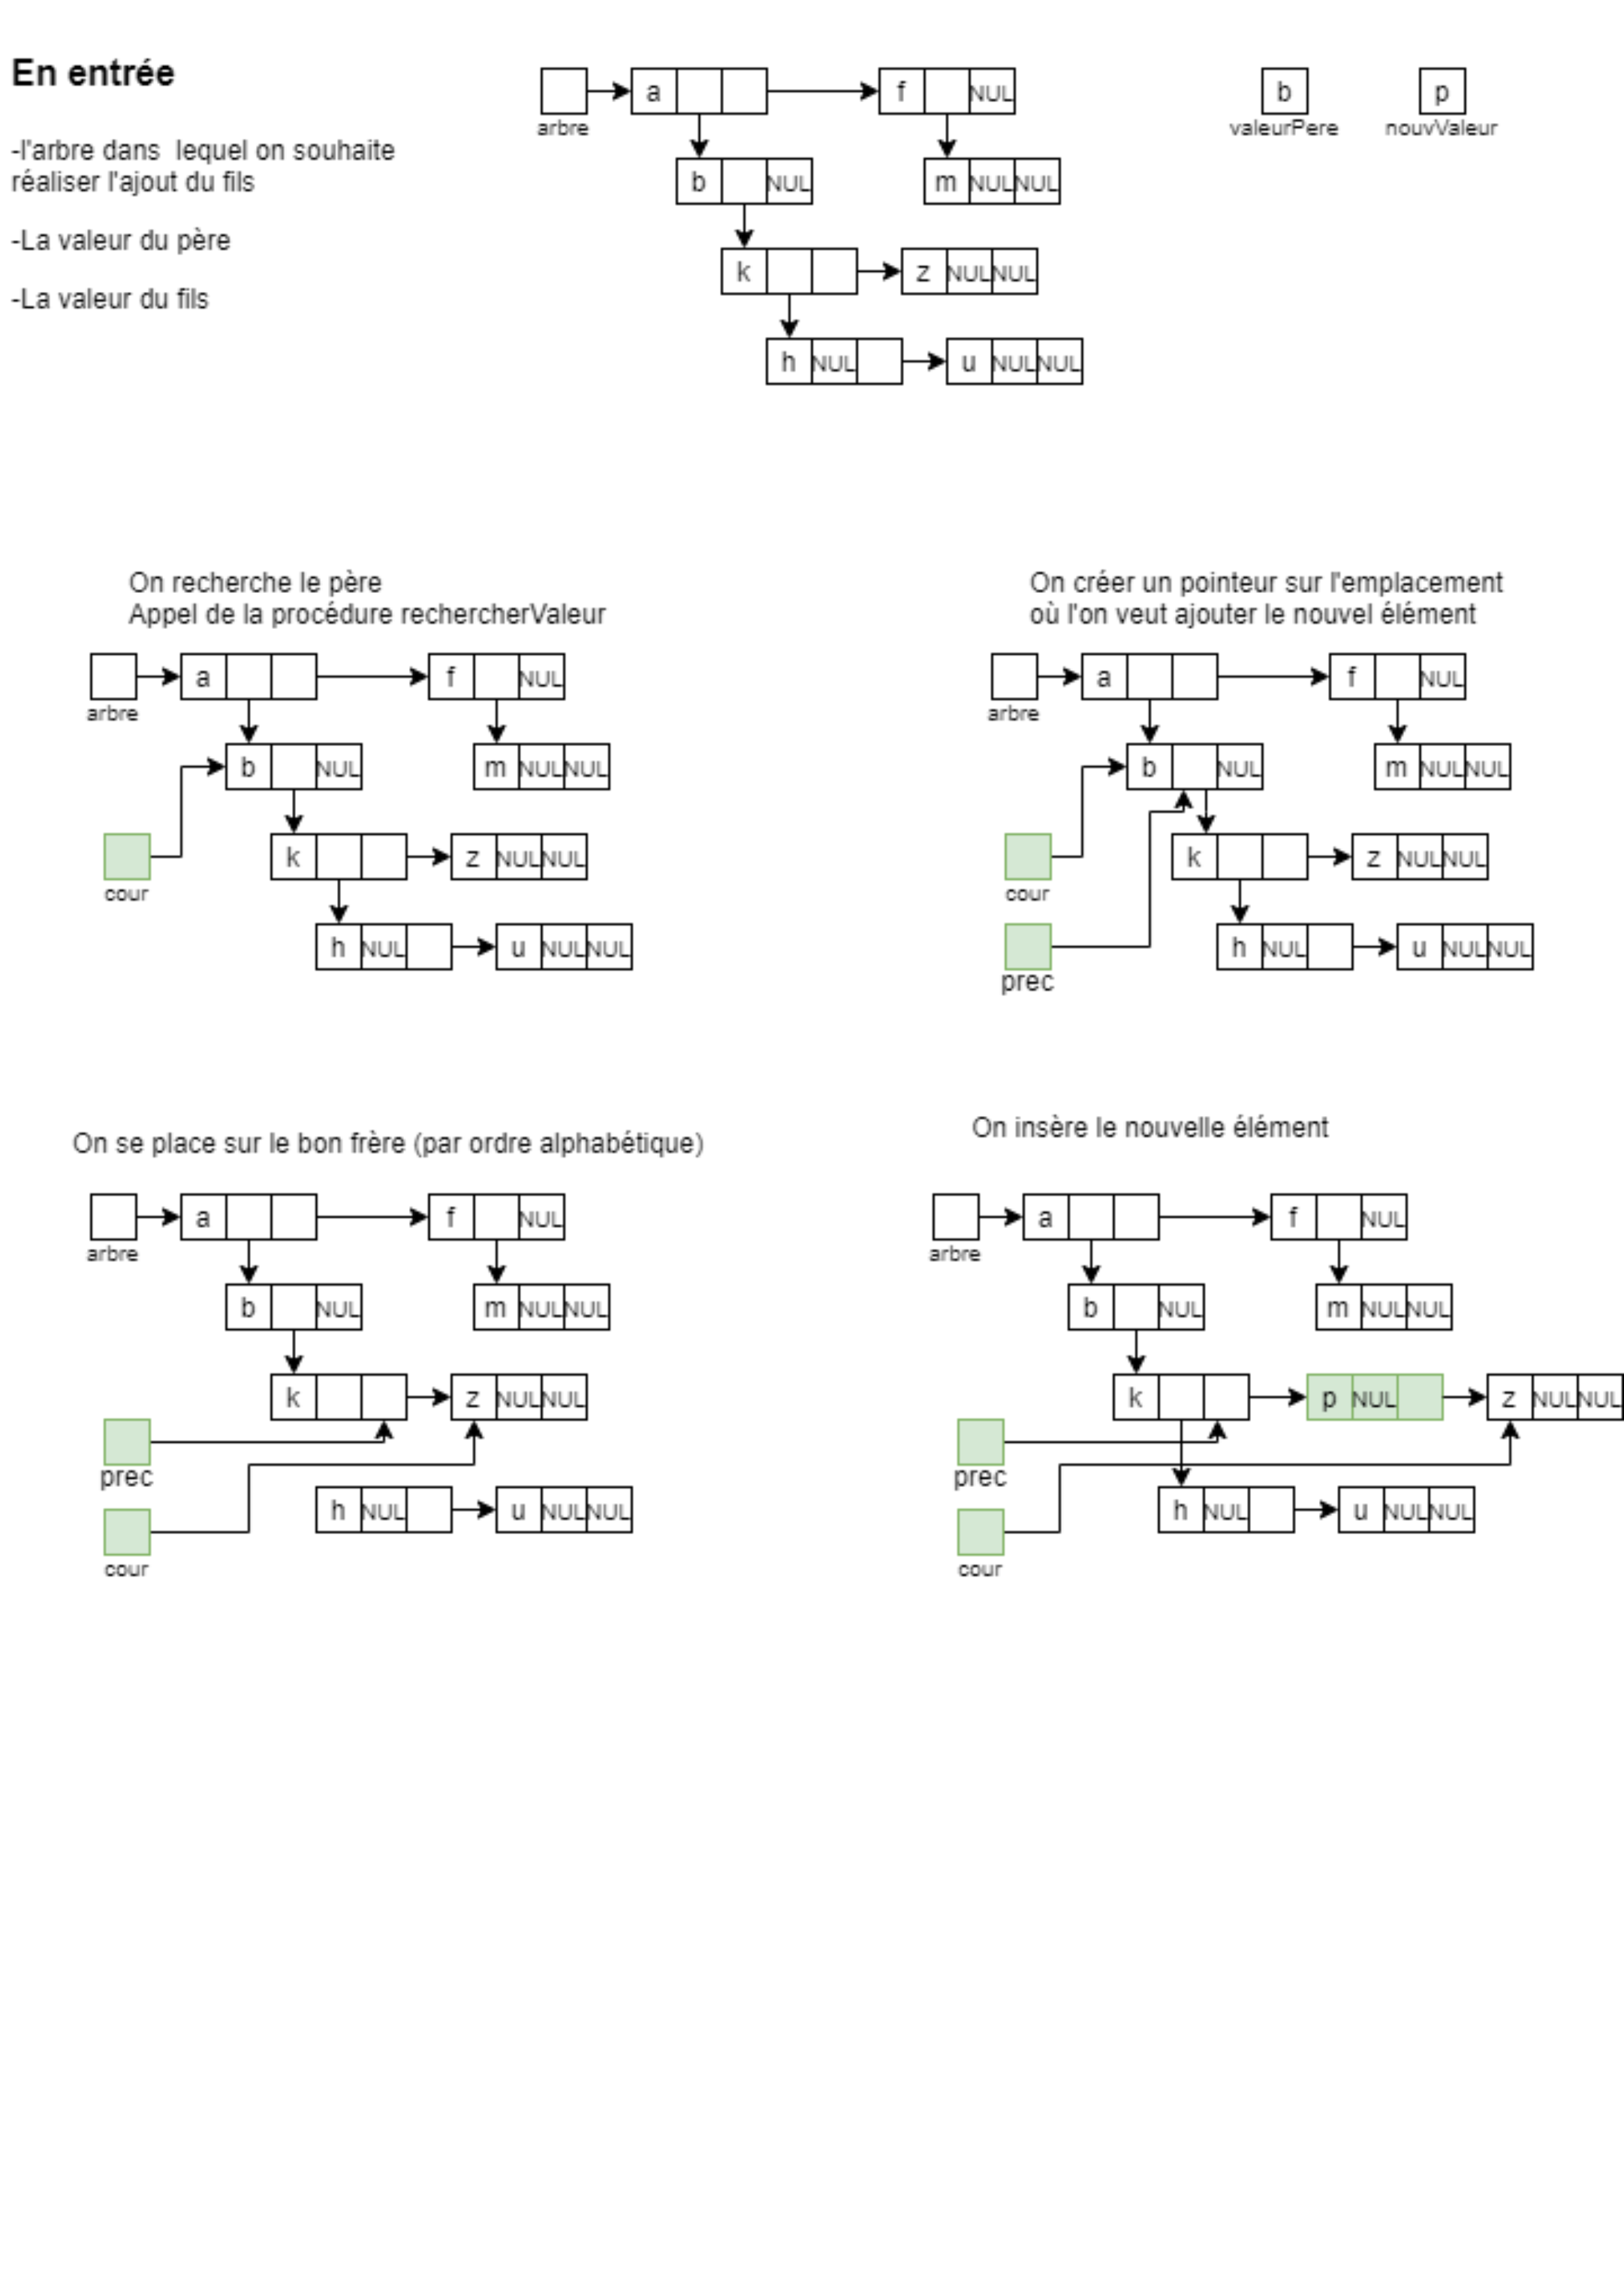 En entrée
-l'arbre dans lequel on souhaite
réaliser l'ajout du fils
-La valeur du père
-La valeur du fils
a
f
NUL
b
p
arbre
valeurPere
nouvValeur
b
NUL
m
NUL
NUL
k
z
NUL
NUL
h
NUL
u
NUL
NUL
On recherche le père
Appel de la procédure rechercherValeur
a
f
NUL
arbre
b
NUL
m
NUL
NUL
k
z
NUL
NUL
cour
h
NUL
u
NUL
NUL
On créer un pointeur sur l'emplacement
où l'on veut ajouter le nouvel élément
a
f
NUL
arbre
b
NUL
m
NUL
NUL
k
z
NUL
NUL
cour
h
NUL
u
NUL
NUL
prec
On se place sur le bon frère (par ordre alphabétique)
a
f
NUL
arbre
b
NUL
m
NUL
NUL
k
z
NUL
NUL
prec
h
NUL
u
NUL
NUL
cour
On insère le nouvelle élément
a
f
NUL
arbre
b
NUL
m
NUL
NUL
k
p
NUL
z
NUL
NUL
prec
h
NUL
u
NUL
NUL
cour